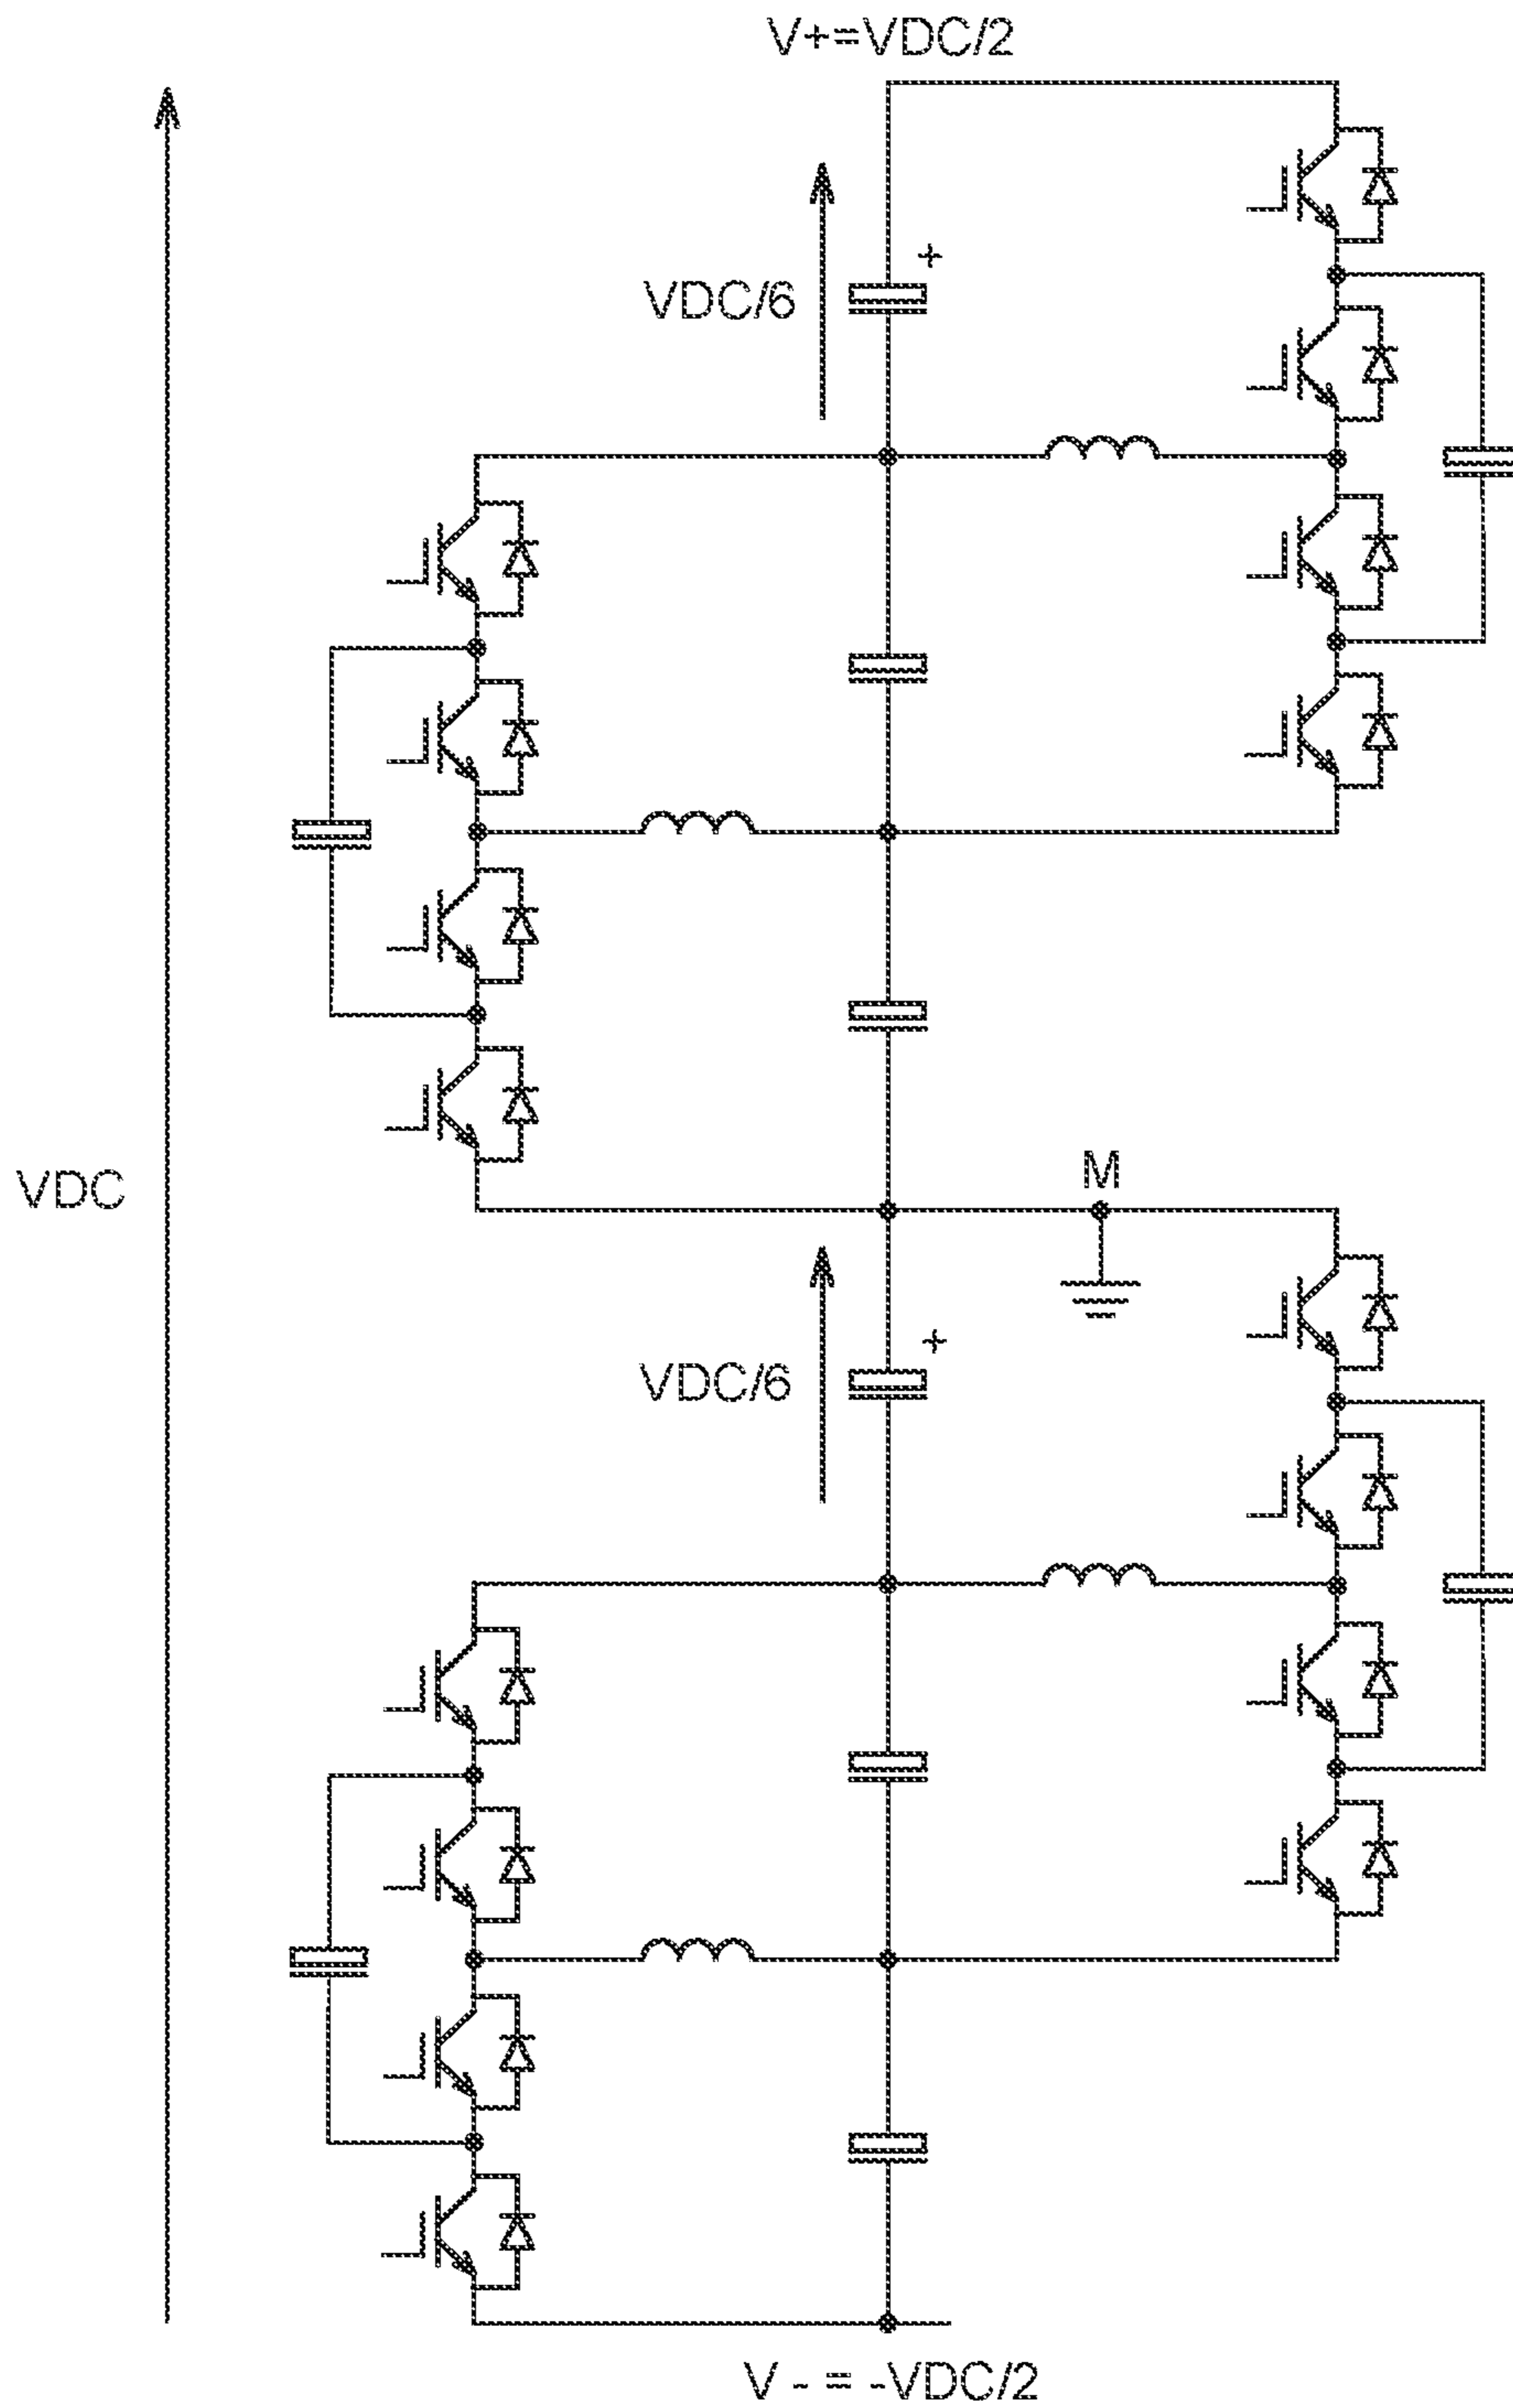 V+=VDC/2
+
VDC/6
M
VDC
+
VDC/6
V - = -VDC/2